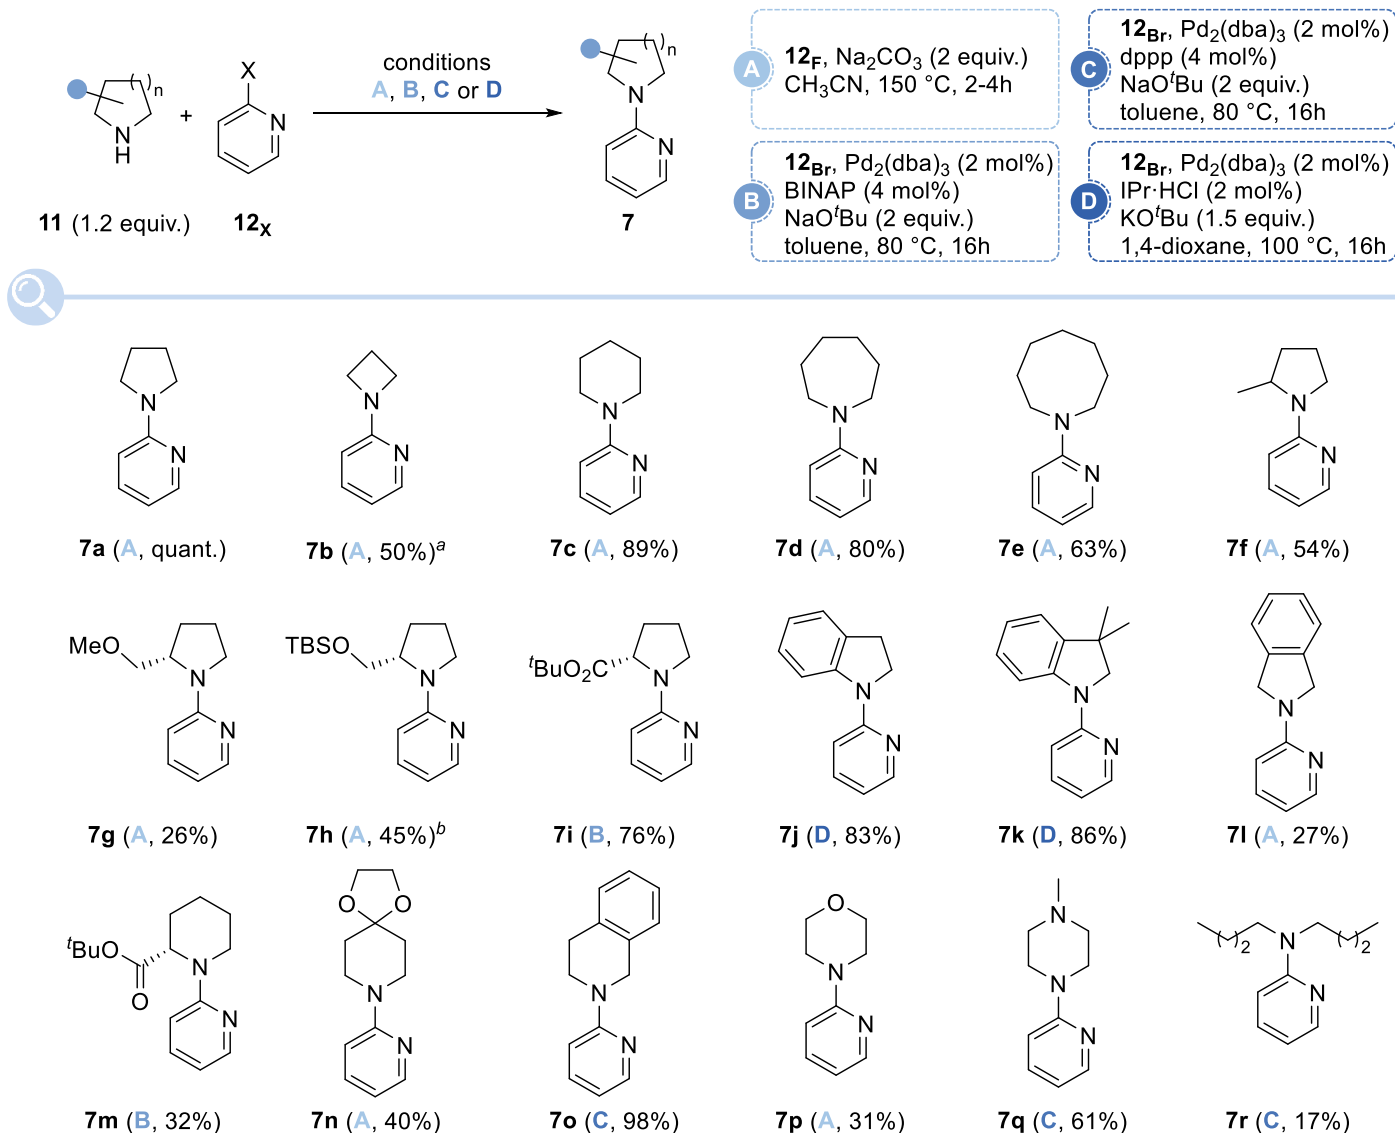 11 (1.2 equiv.)
+
12X
conditions
A, B, C or D
7
A
12F, Na2CO3 (2 equiv.)
CH3CN, 150 °C, 2-4h
B
12Br, Pd2(dba)3 (2 mol%)
BINAP (4 mol%)
NaOtBu (2 equiv.)
toluene, 80 °C, 16h
C
12Br, Pd2(dba)3 (2 mol%)
dppp (4 mol%)
NaOtBu (2 equiv.)
toluene, 80 °C, 16h
D
12Br, Pd2(dba)3 (2 mol%)
IPr·HCl (2 mol%)
KOtBu (1.5 equiv.)
1,4-dioxane, 100 °C, 16h
( )n
N
H
X
N
( )n
N
N
N
N
7a (A, quant.)
N
N
7b (A, 50%)a
N
N
7c (A, 89%)
N
N
7d (A, 80%)
N
N
7e (A, 63%)
N
N
7f (A, 54%)
MeO
N
N
7g (A, 26%)
TBSO
N
N
7h (A, 45%)b
tBuO2C
N
N
7i (B, 76%)
N
N
7j (D, 83%)
N
N
7k (D, 86%)
N
N
7l (A, 27%)
tBuO
O
N
N
7m (B, 32%)
O O
N
N
7n (A, 40%)
N
N
7o (C, 98%)
O
N
N
7p (A, 31%)
N
N
N
7q (C, 61%)
( )2 N ( )2
N
7r (C, 17%)